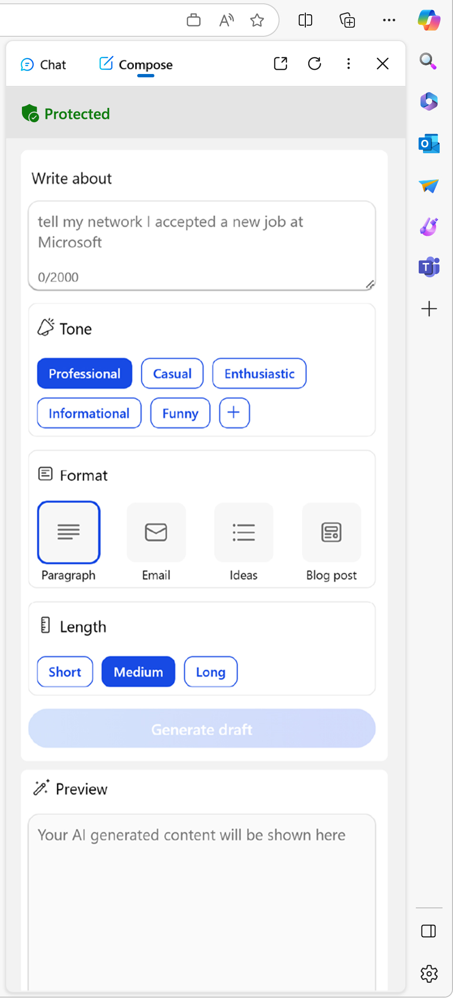 Chat Compose
Protected
Write about
tell my network I accepted a new job at
Microsoft
0/2000
Tone
Professional Casual Enthusiastic
Informational Funny +
Format
Paragraph Email Ideas Blog post
Length
Short Medium Long
Generate draft
Preview
Your AI generated content will be shown here